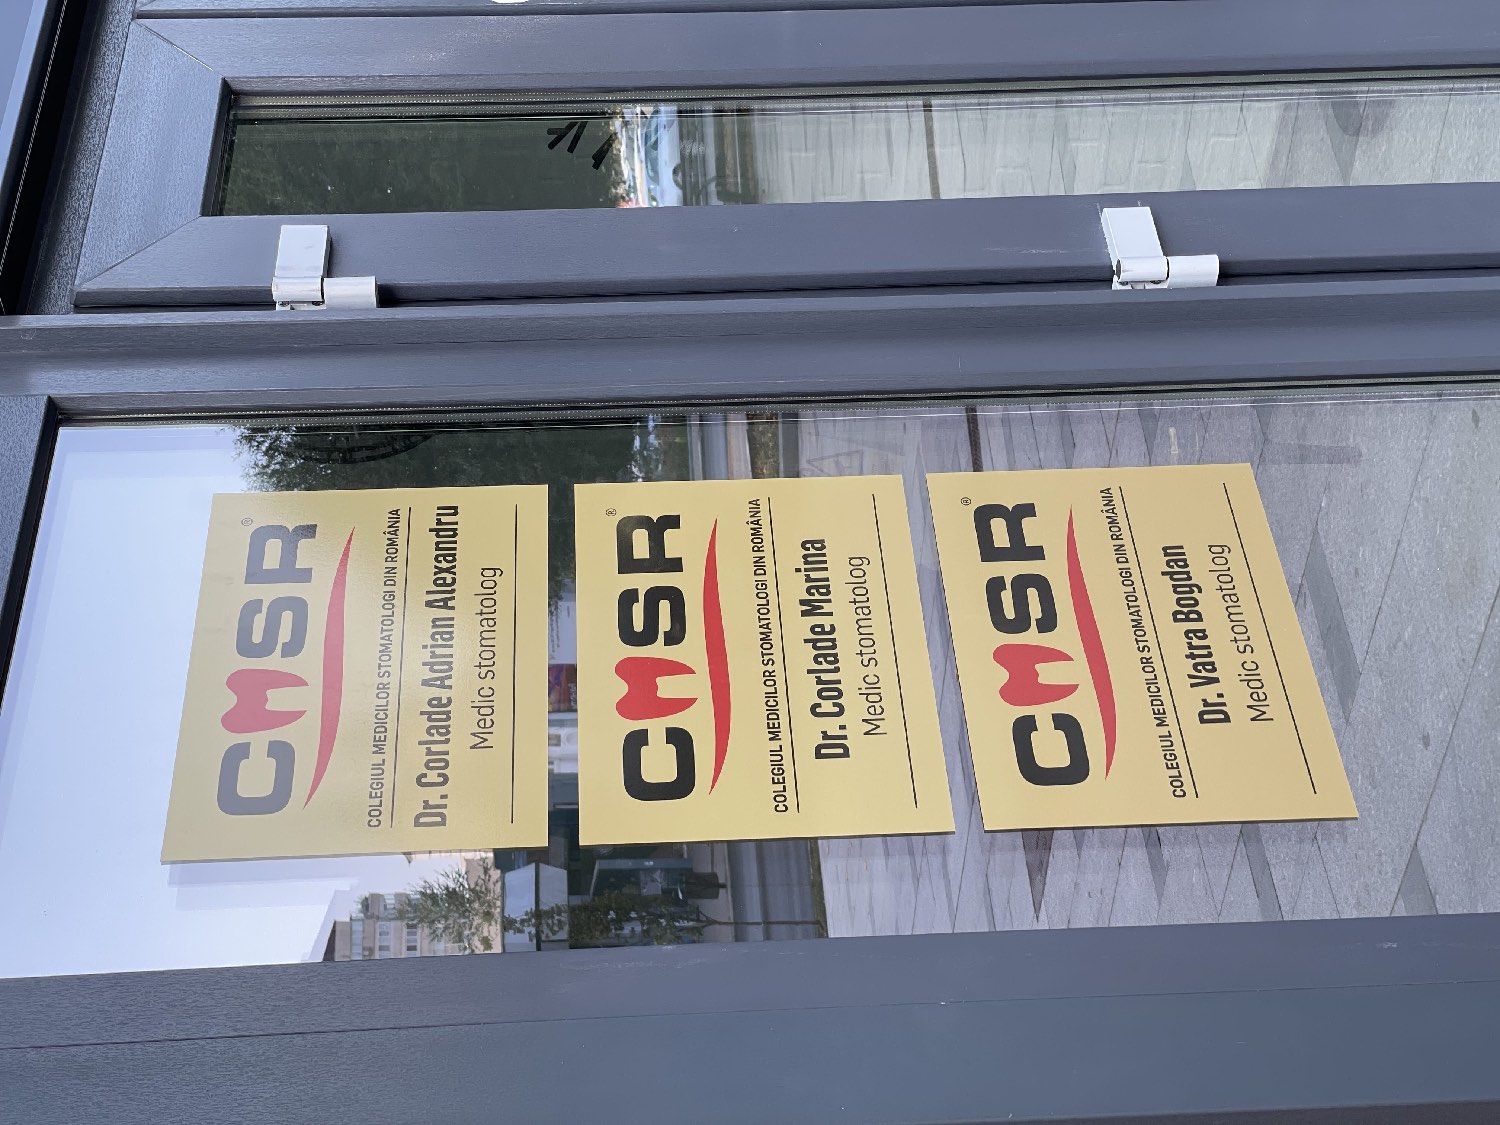 CMSR®
COLEGIUL MEDICILOR STOMATOLOGI DIN ROMÂNIA
Dr. Corlade Adrian Alexandru
Medic stomatolog
CMSR®
COLEGIUL MEDICILOR STOMATOLOGI DIN ROMÂNIA
Dr. Corlade Marina
Medic stomatolog
CMSR®
COLEGIUL MEDICILOR STOMATOLOGI DIN ROMÂNIA
Dr. Vatra Bogdan
Medic stomatolog